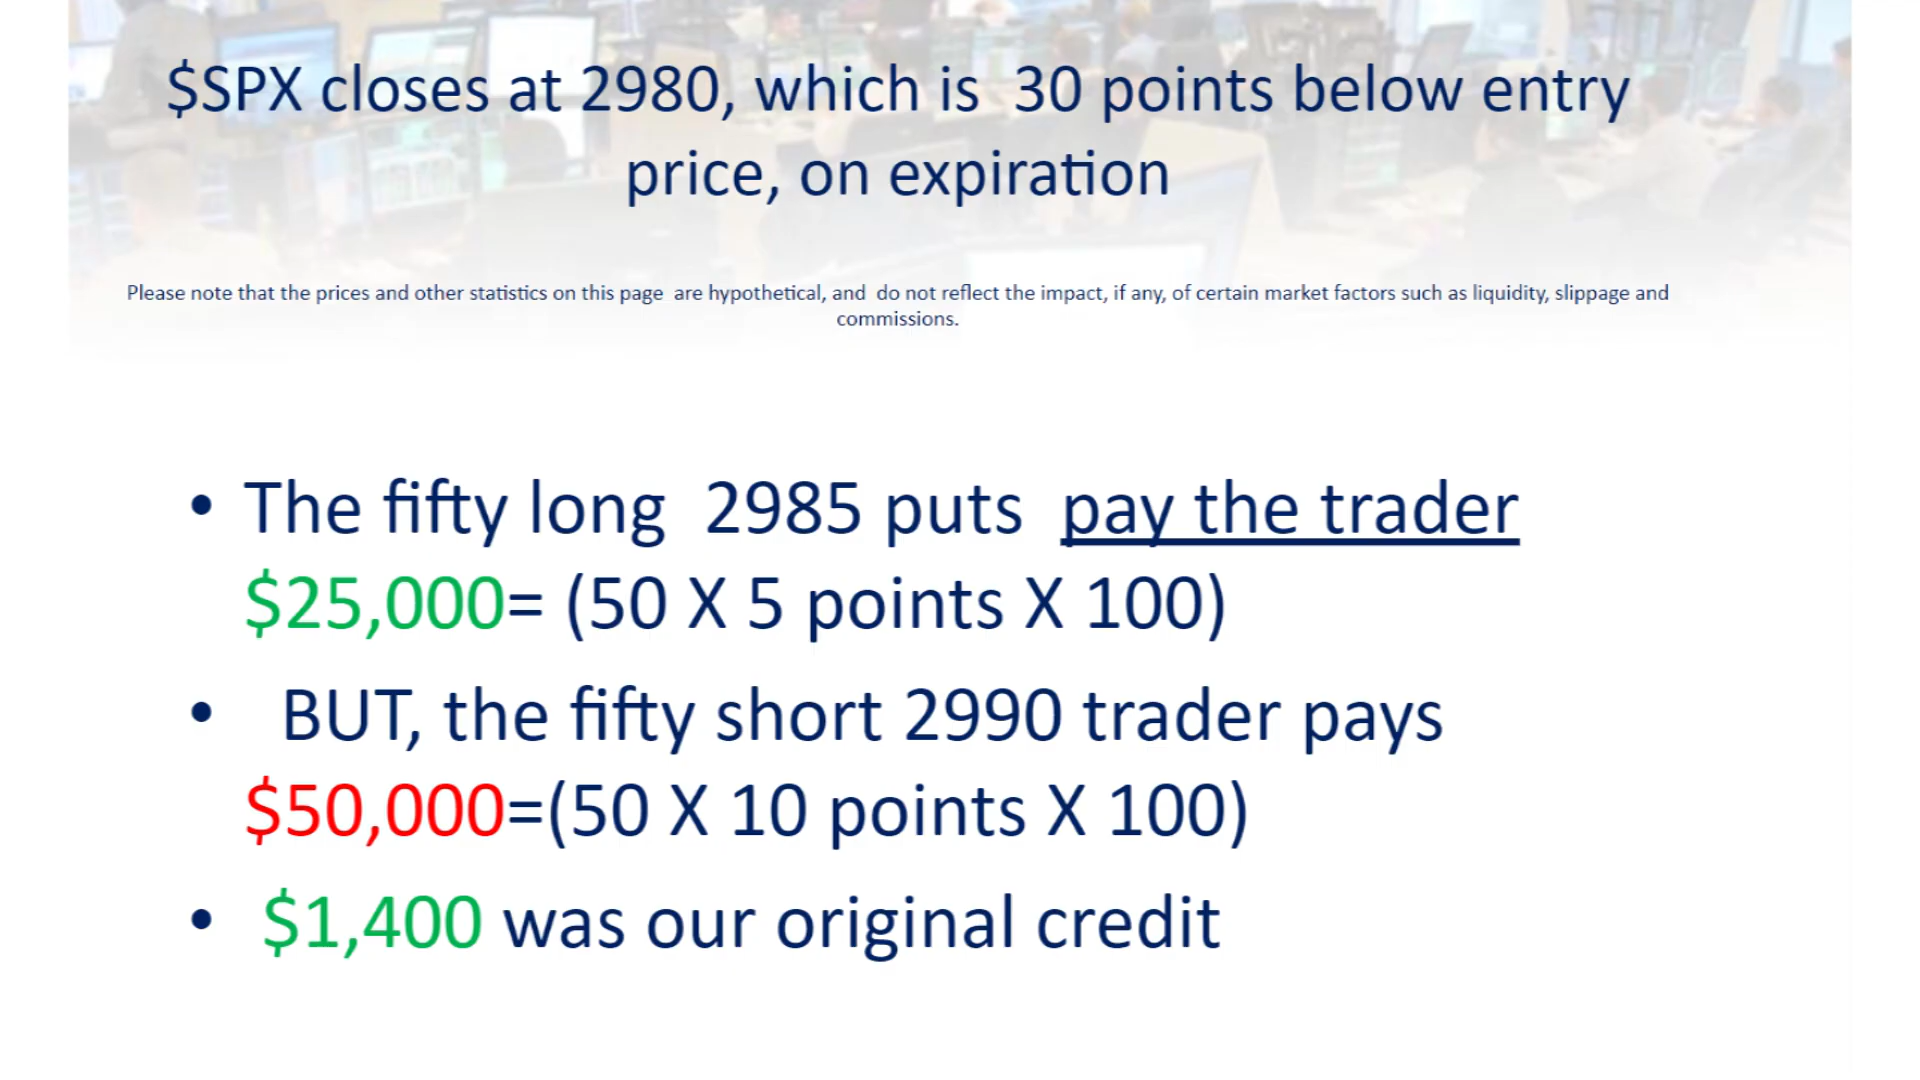 $SPX closes at 2980, which is  30 points below entry
price, on expiration
Please note that the prices and other statistics on this page  are hypothetical, and  do not reflect the impact, if any, of certain market factors such as liquidity, slippage and
commissions.
• The fifty long  2985 puts  pay the trader
$25,000= (50 X 5 points X 100)
•  BUT, the fifty short 2990 trader pays
$50,000=(50 X 10 points X 100)
• $1,400 was our original credit